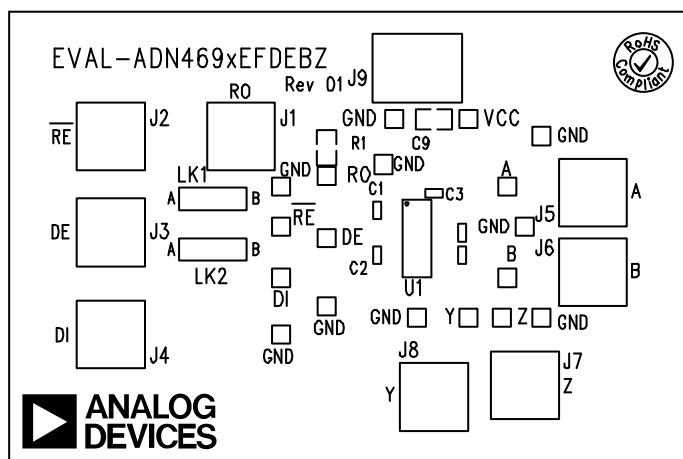 EVAL-ADN469xEFDEBZ
Rev 01
J9
RoHS
Compliant
RO
RE
J2
J1
GND
C9
VCC
R1
GND
GND
A
LK1
GND
RO
C1
C3
A
B
RE
DE
J3
DE
GND
J5
A
J6
A
B
LK2
C2
U1
B
B
DI
GND
GND
Y
Z
GND
DI
J4
GND
J8
Y
J7
Z
ANALOG
DEVICES